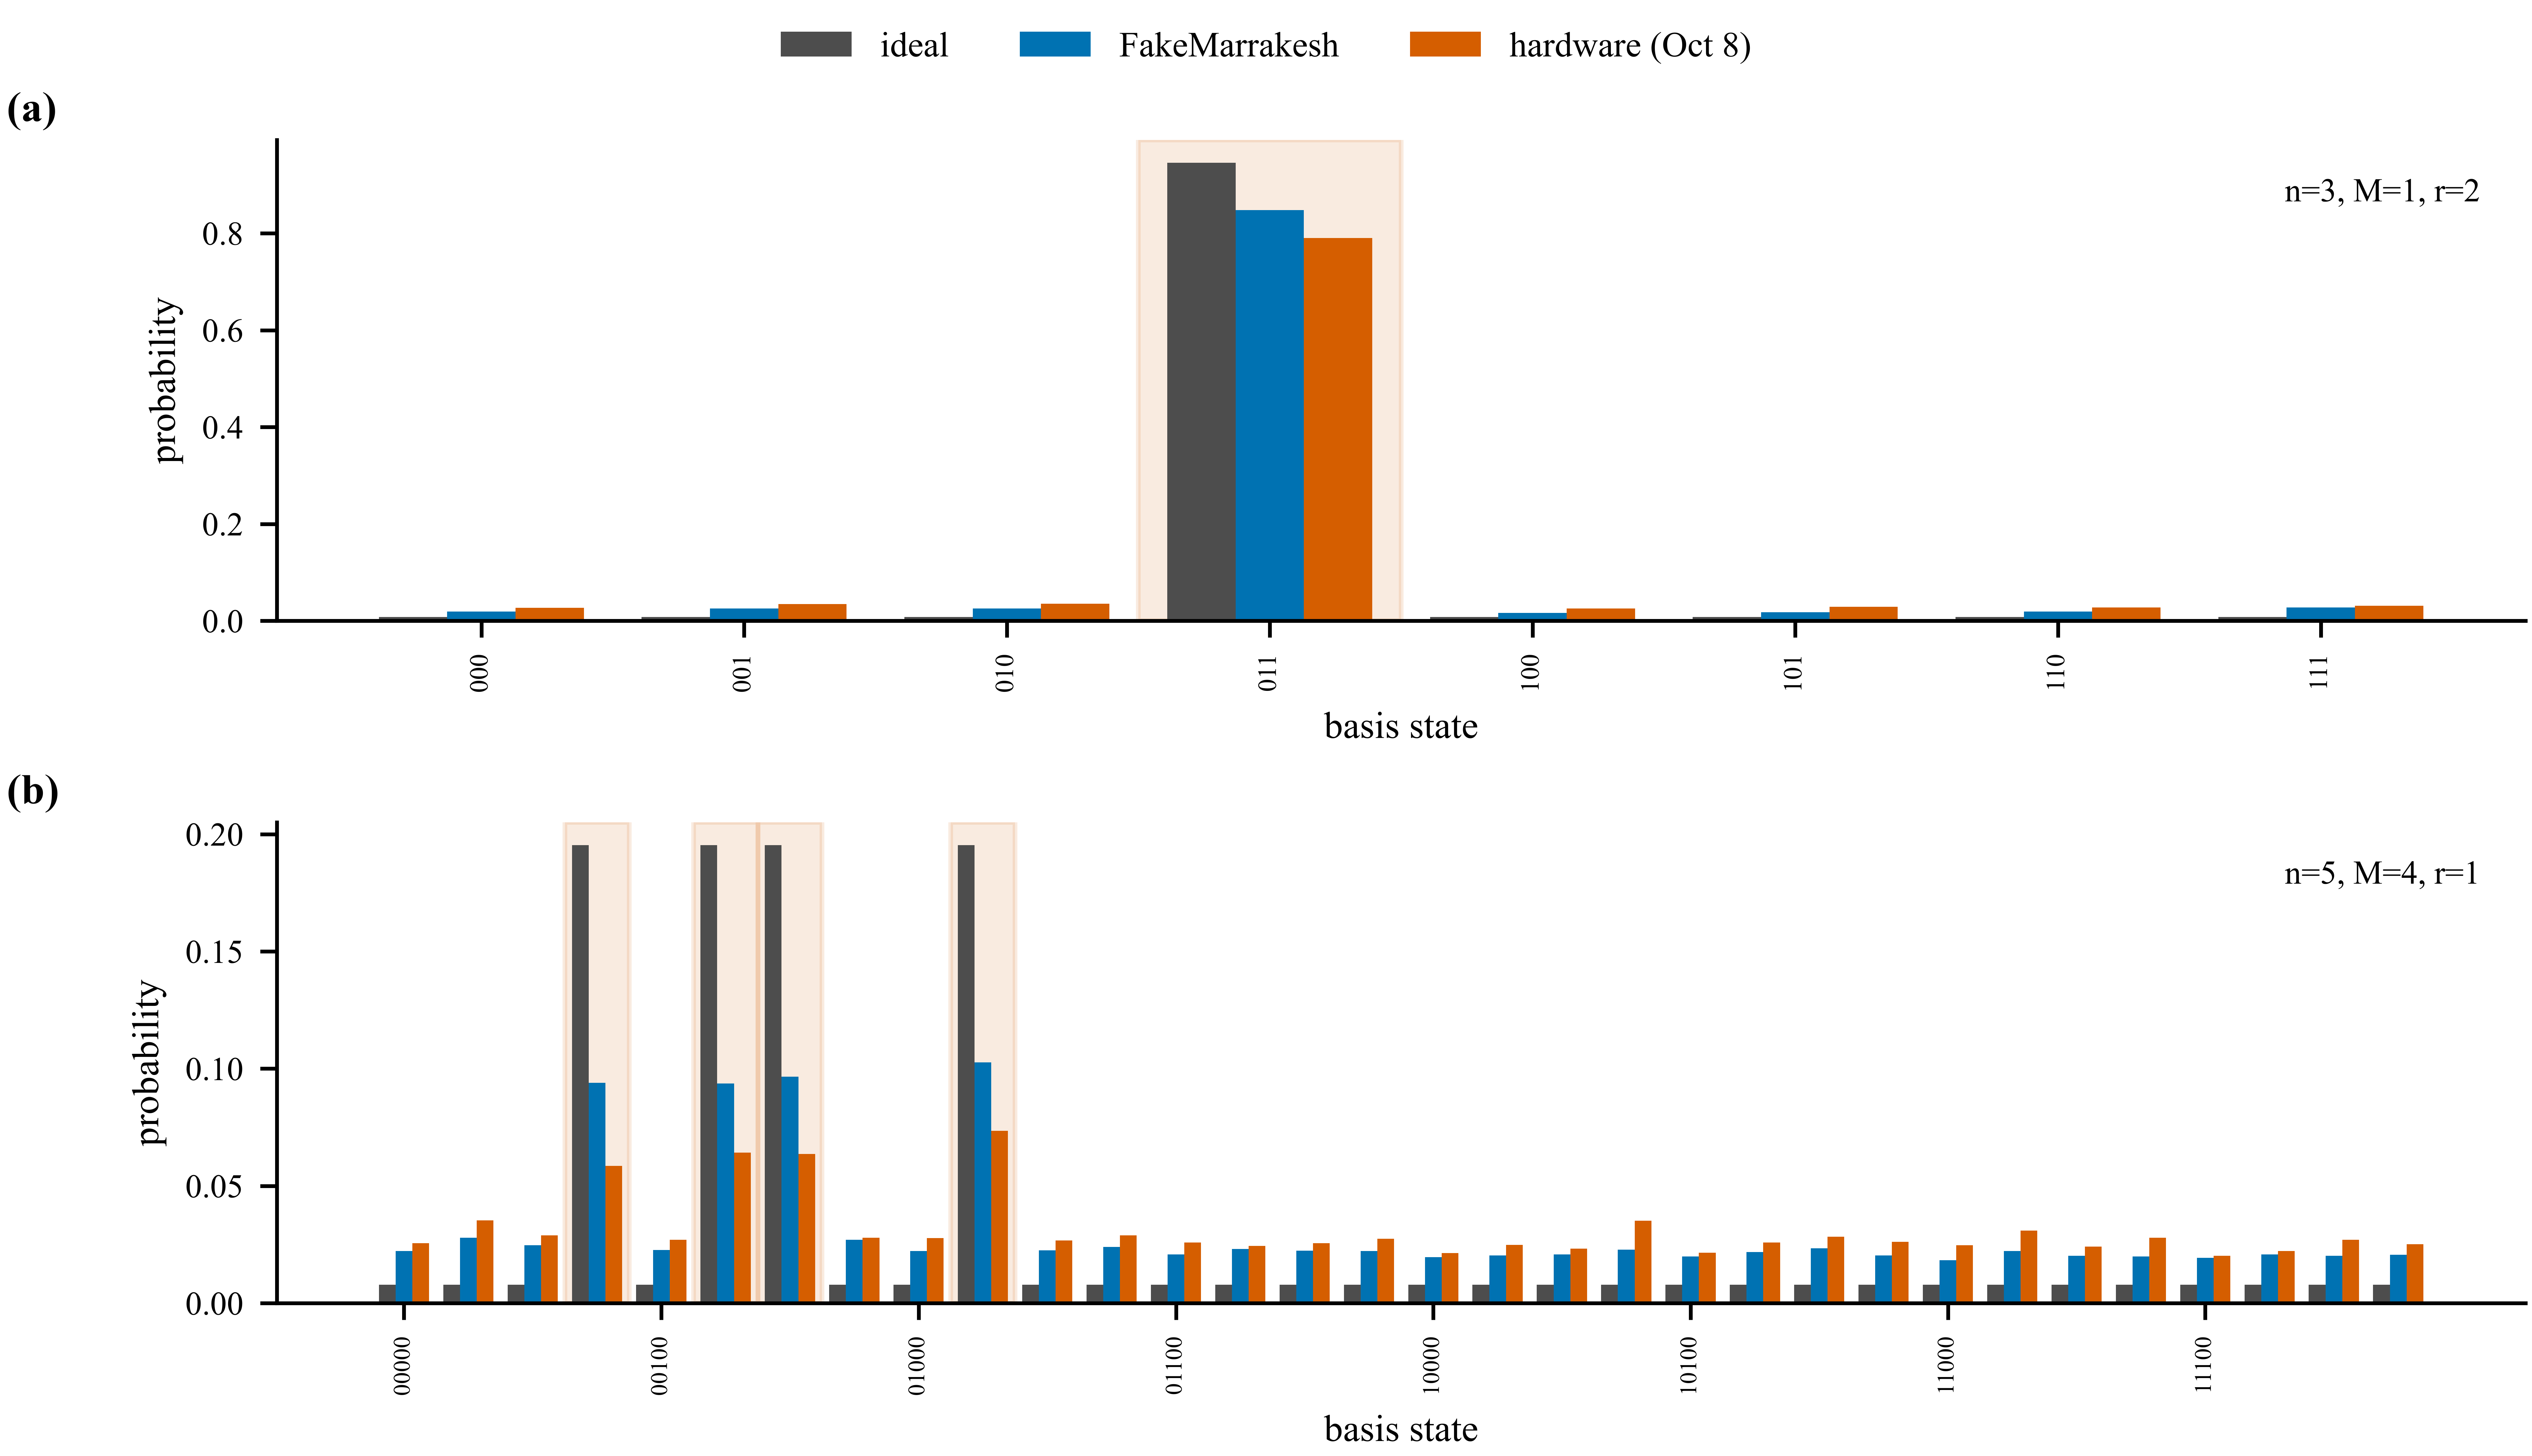 ideal FakeMarrakesh hardware (Oct 8)
(a)
n=3, M=1, r=2
probability
0.8
0.6
0.4
0.2
0.0
000 001 010 011 100 101 110 111
basis state
(b)
n=5, M=4, r=1
probability
0.20
0.15
0.10
0.05
0.00
00000 00100 01000 01100 10000 10100 11000 11100
basis state